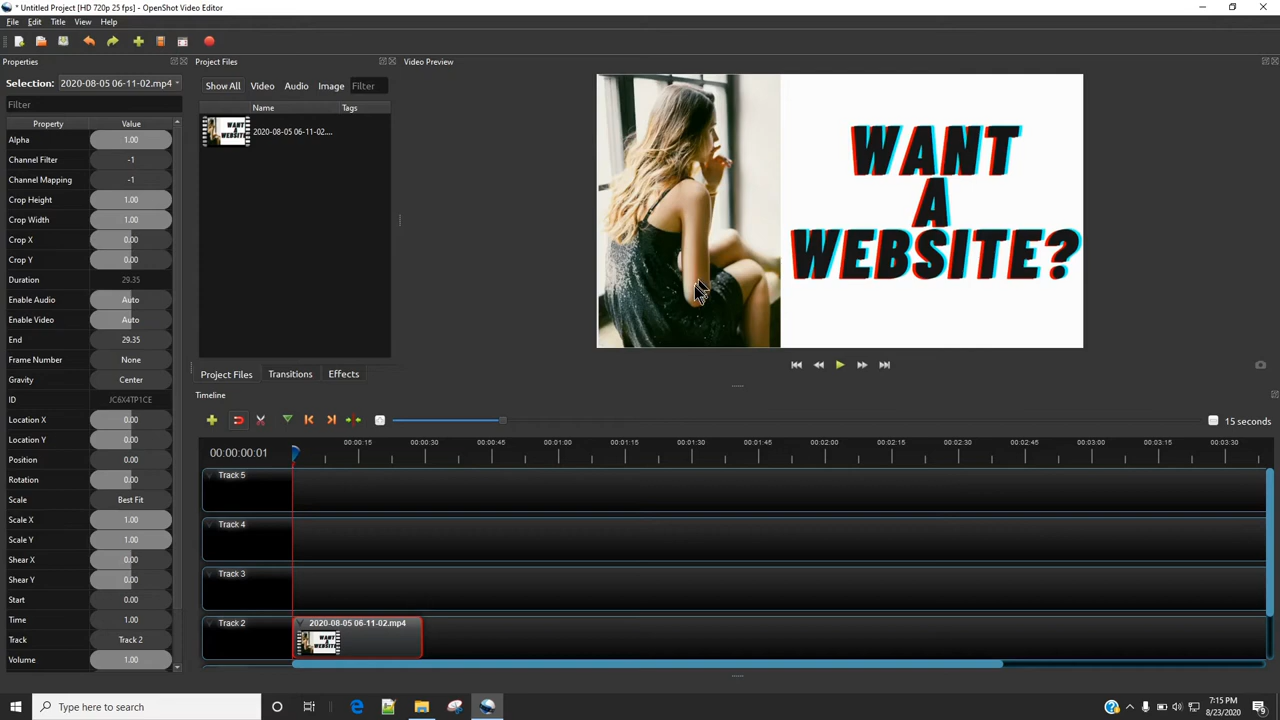 * Untitled Project [HD 720p 25 fps] - OpenShot Video Editor
File Edit Title View Help
Properties
Selection: 2020-08-05 06-11-02.mp4
Filter
Property Value
Alpha 1.00
Channel Filter -1
Channel Mapping -1
Crop Height 1.00
Crop Width 1.00
Crop X 0.00
Crop Y 0.00
Duration 29.35
Enable Audio Auto
Enable Video Auto
End 29.35
Frame Number None
Gravity Center
ID JC6X4TP1CE
Location X 0.00
Location Y 0.00
Position 0.00
Rotation 0.00
Scale Best Fit
Scale X 1.00
Scale Y 1.00
Shear X 0.00
Shear Y 0.00
Start 0.00
Time 1.00
Track Track 2
Volume 1.00
Project Files
Show All Video Audio Image Filter
Name Tags
WANT
A
WEBSITE
2020-08-05 06-11-02....
Project Files Transitions Effects
Video Preview
WANT
A
WEBSITE?
Timeline
15 seconds
00:00:00:01
00:00:15 00:00:30 00:00:45 00:01:00 00:01:15 00:01:30 00:01:45 00:02:00 00:02:15 00:02:30 00:02:45 00:03:00 00:03:15 00:03:30
Track 5
Track 4
Track 3
Track 2
2020-08-05 06-11-02.mp4
WANT
A
WEBSITE
Type here to search
7:15 PM
8/23/2020
9